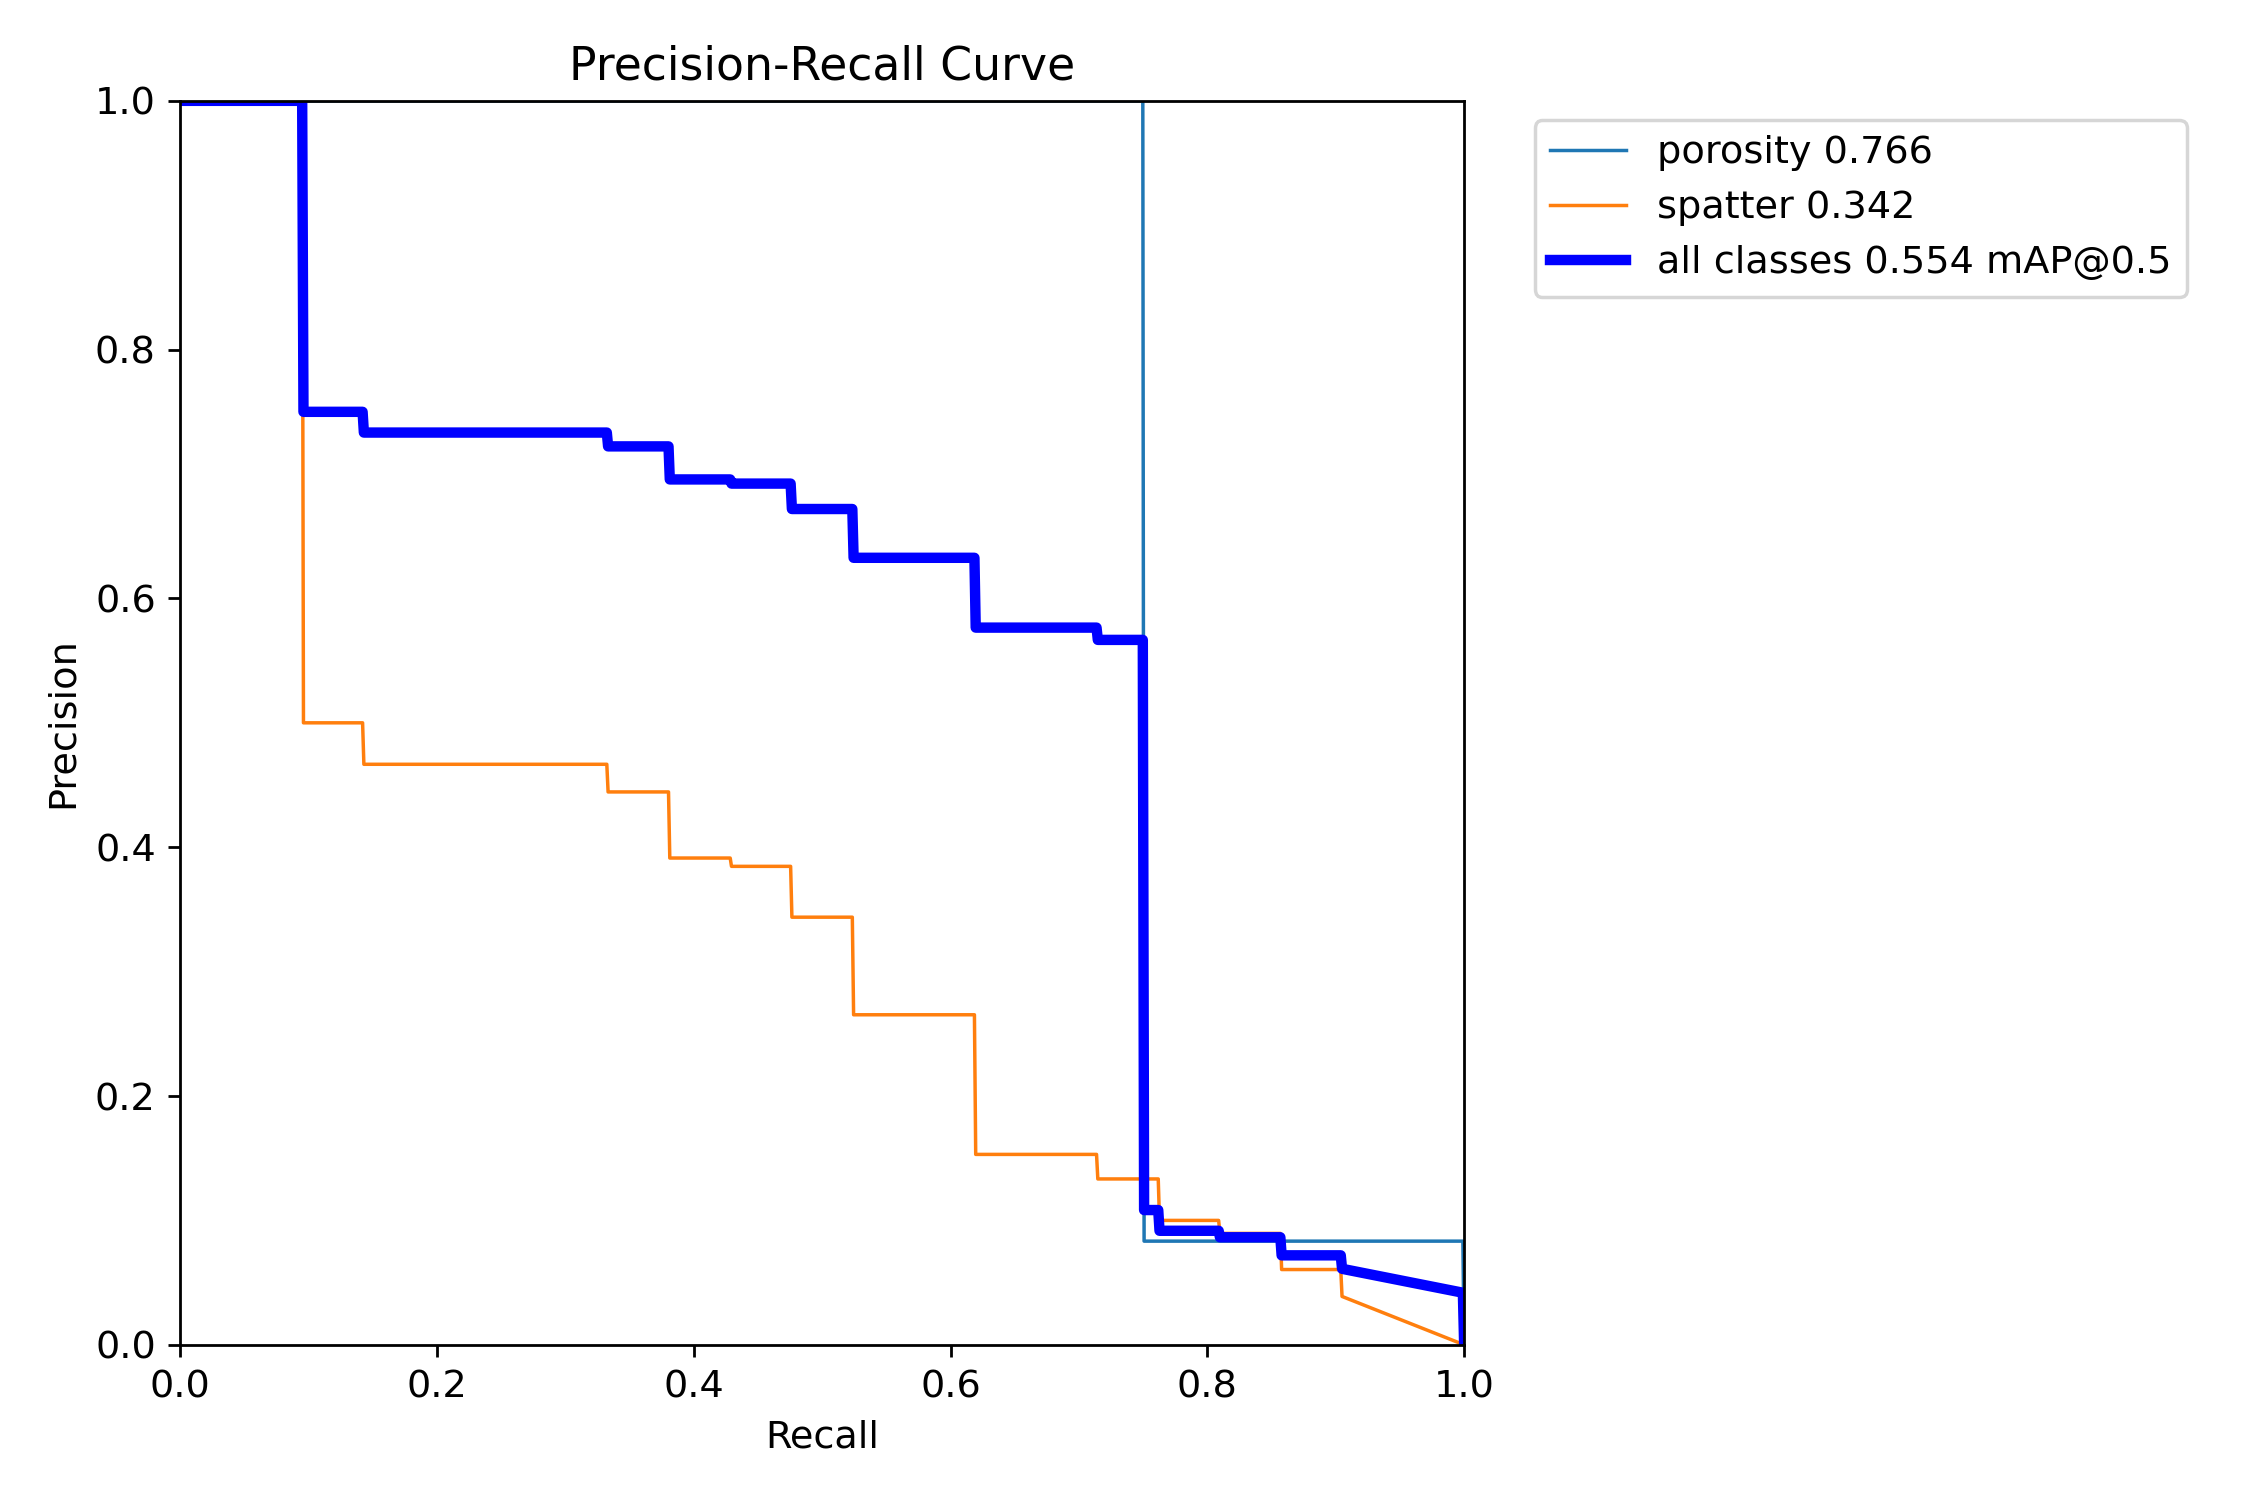 Precision-Recall Curve
1.0
0.8
0.6
0.4
0.2
0.0
Precision
0.0 0.2 0.4 0.6 0.8 1.0
Recall
porosity 0.766
spatter 0.342
all classes 0.554 mAP@0.5